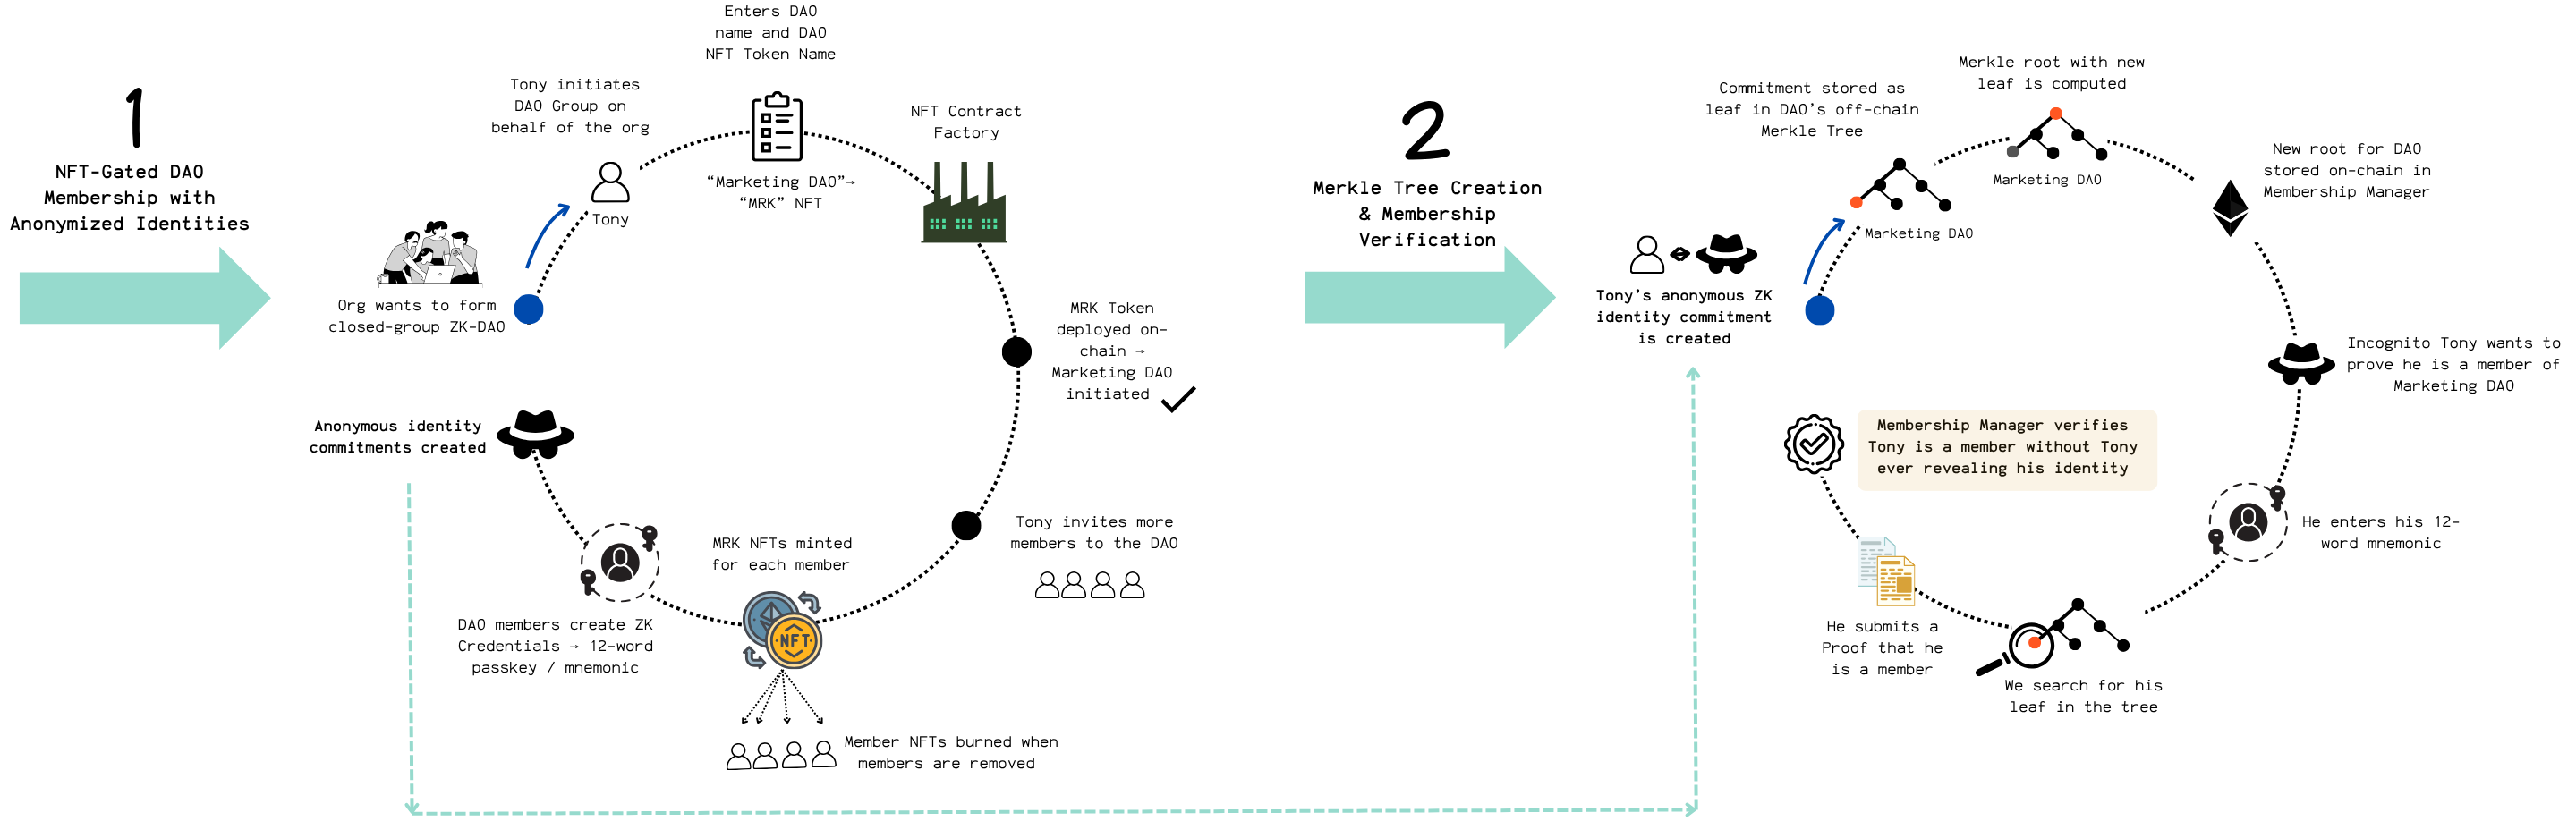 1
NFT-Gated DAO
Membership with
Anonymized Identities
Org wants to form
closed-group ZK-DAO
Tony initiates
DAO Group on
behalf of the org
Tony
Enters DAO
name and DAO
NFT Token Name
“Marketing DAO”→
“MRK” NFT
NFT Contract
Factory
MRK Token
deployed on-
chain →
Marketing DAO
initiated
Tony invites more
members to the DAO
MRK NFTs minted
for each member
NFT
Member NFTs burned when
members are removed
DAO members create ZK
Credentials → 12-word
passkey / mnemonic
Anonymous identity
commitments created
2
Merkle Tree Creation
& Membership
Verification
Tony’s anonymous ZK
identity commitment
is created
Commitment stored as
leaf in DAO’s off-chain
Merkle Tree
Marketing DAO
Merkle root with new
leaf is computed
Marketing DAO
New root for DAO
stored on-chain in
Membership Manager
Incognito Tony wants to
prove he is a member of
Marketing DAO
He enters his 12-
word mnemonic
We search for his
leaf in the tree
He submits a
Proof that he
is a member
Membership Manager verifies
Tony is a member without Tony
ever revealing his identity